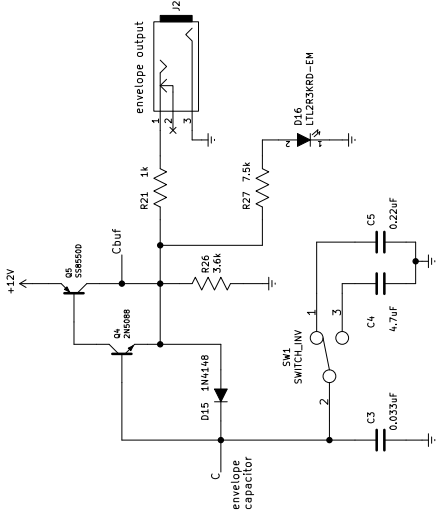 J2
envelope output
1
2
3
D16
LTL2R3KRD-EM
2
1
R21 1k
R27 7.5k
Q5
SS8550D
+12V
Cbuf
R26
3.6k
Q4
2N5088
C5
0.22uF
C4
4.7uF
1
3
SW1
SWITCH_INV
2
D15 1N4148
C3
0.033uF
C
envelope
capacitor